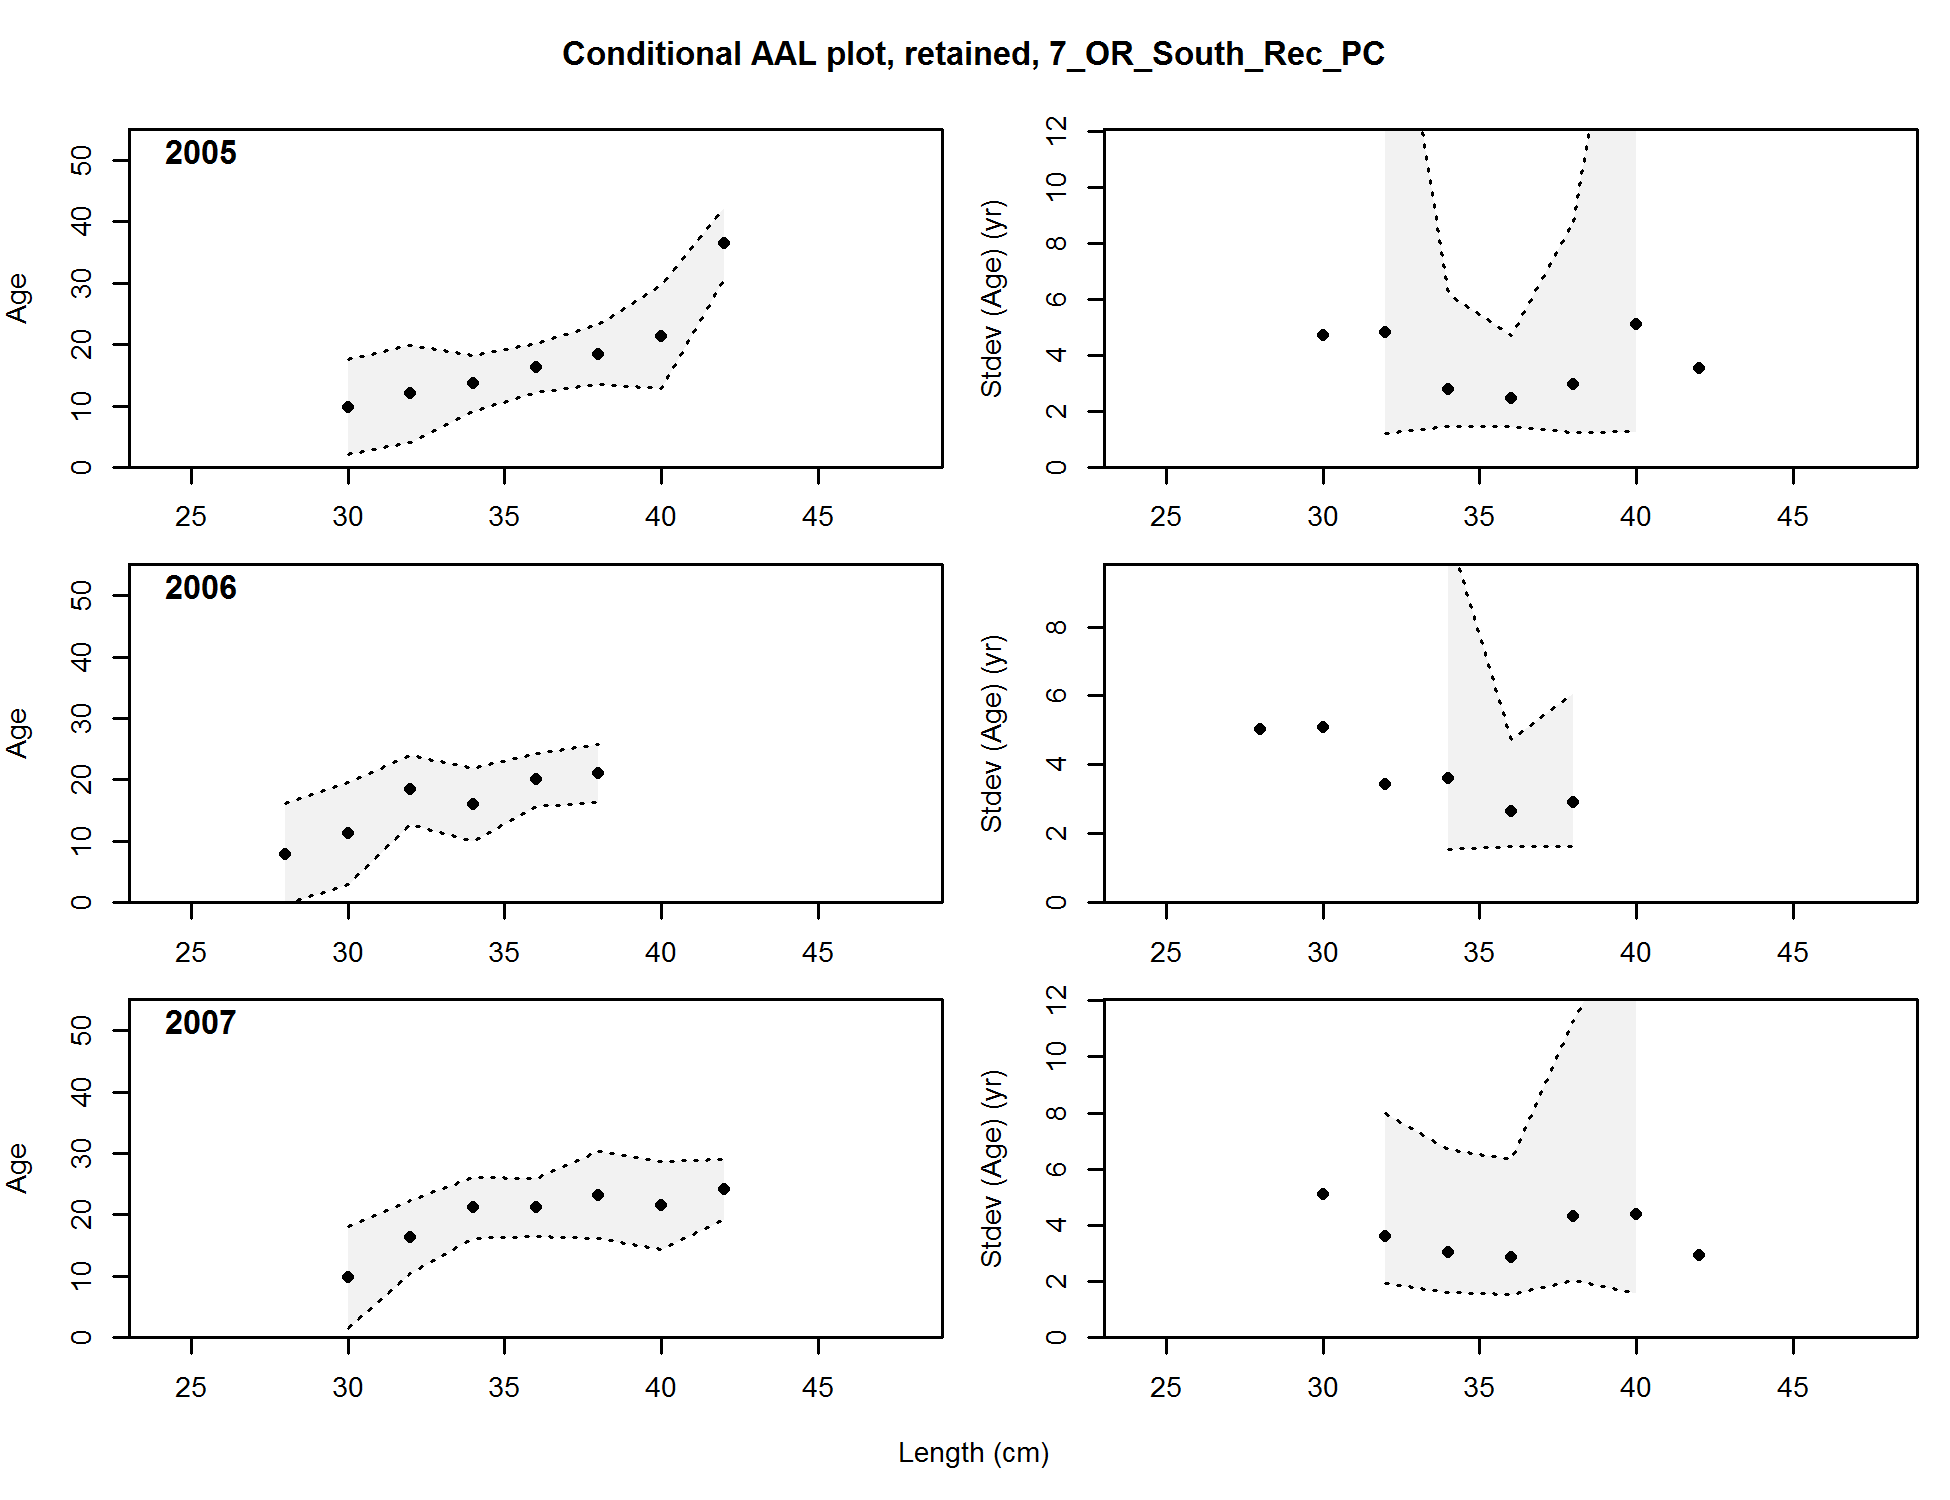 Conditional AAL plot, retained, 7_OR_South_Rec_PC
2005
Age
0 10 20 30 40 50
25 30 35 40 45
Stdev (Age) (yr)
0 2 4 6 8 10 12
25 30 35 40 45
2006
Age
0 10 20 30 40 50
25 30 35 40 45
Stdev (Age) (yr)
0 2 4 6 8
25 30 35 40 45
2007
Age
0 10 20 30 40 50
25 30 35 40 45
Stdev (Age) (yr)
0 2 4 6 8 10 12
25 30 35 40 45
Length (cm)